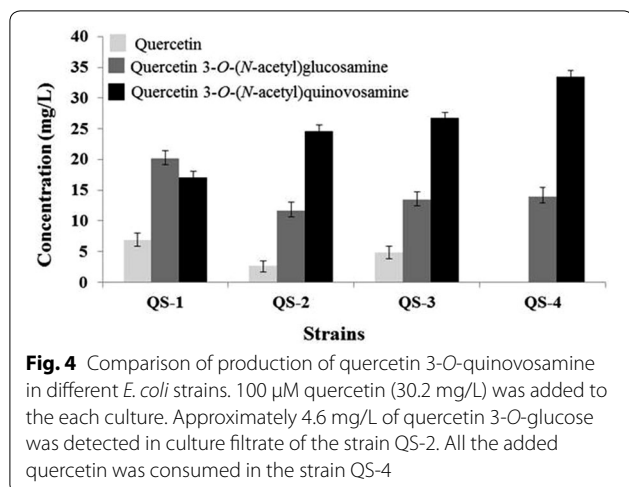 Concentration (mg/L)
40
35
30
25
20
15
10
5
0
Quercetin
Quercetin 3-O-(N-acetyl)glucosamine
Quercetin 3-O-(N-acetyl)quinovosamine
QS-1 QS-2 QS-3 QS-4
Strains
Fig. 4 Comparison of production of quercetin 3-O-quinovosamine
in different E. coli strains. 100 μM quercetin (30.2 mg/L) was added to
the each culture. Approximately 4.6 mg/L of quercetin 3-O-glucose
was detected in culture filtrate of the strain QS-2. All the added
quercetin was consumed in the strain QS-4